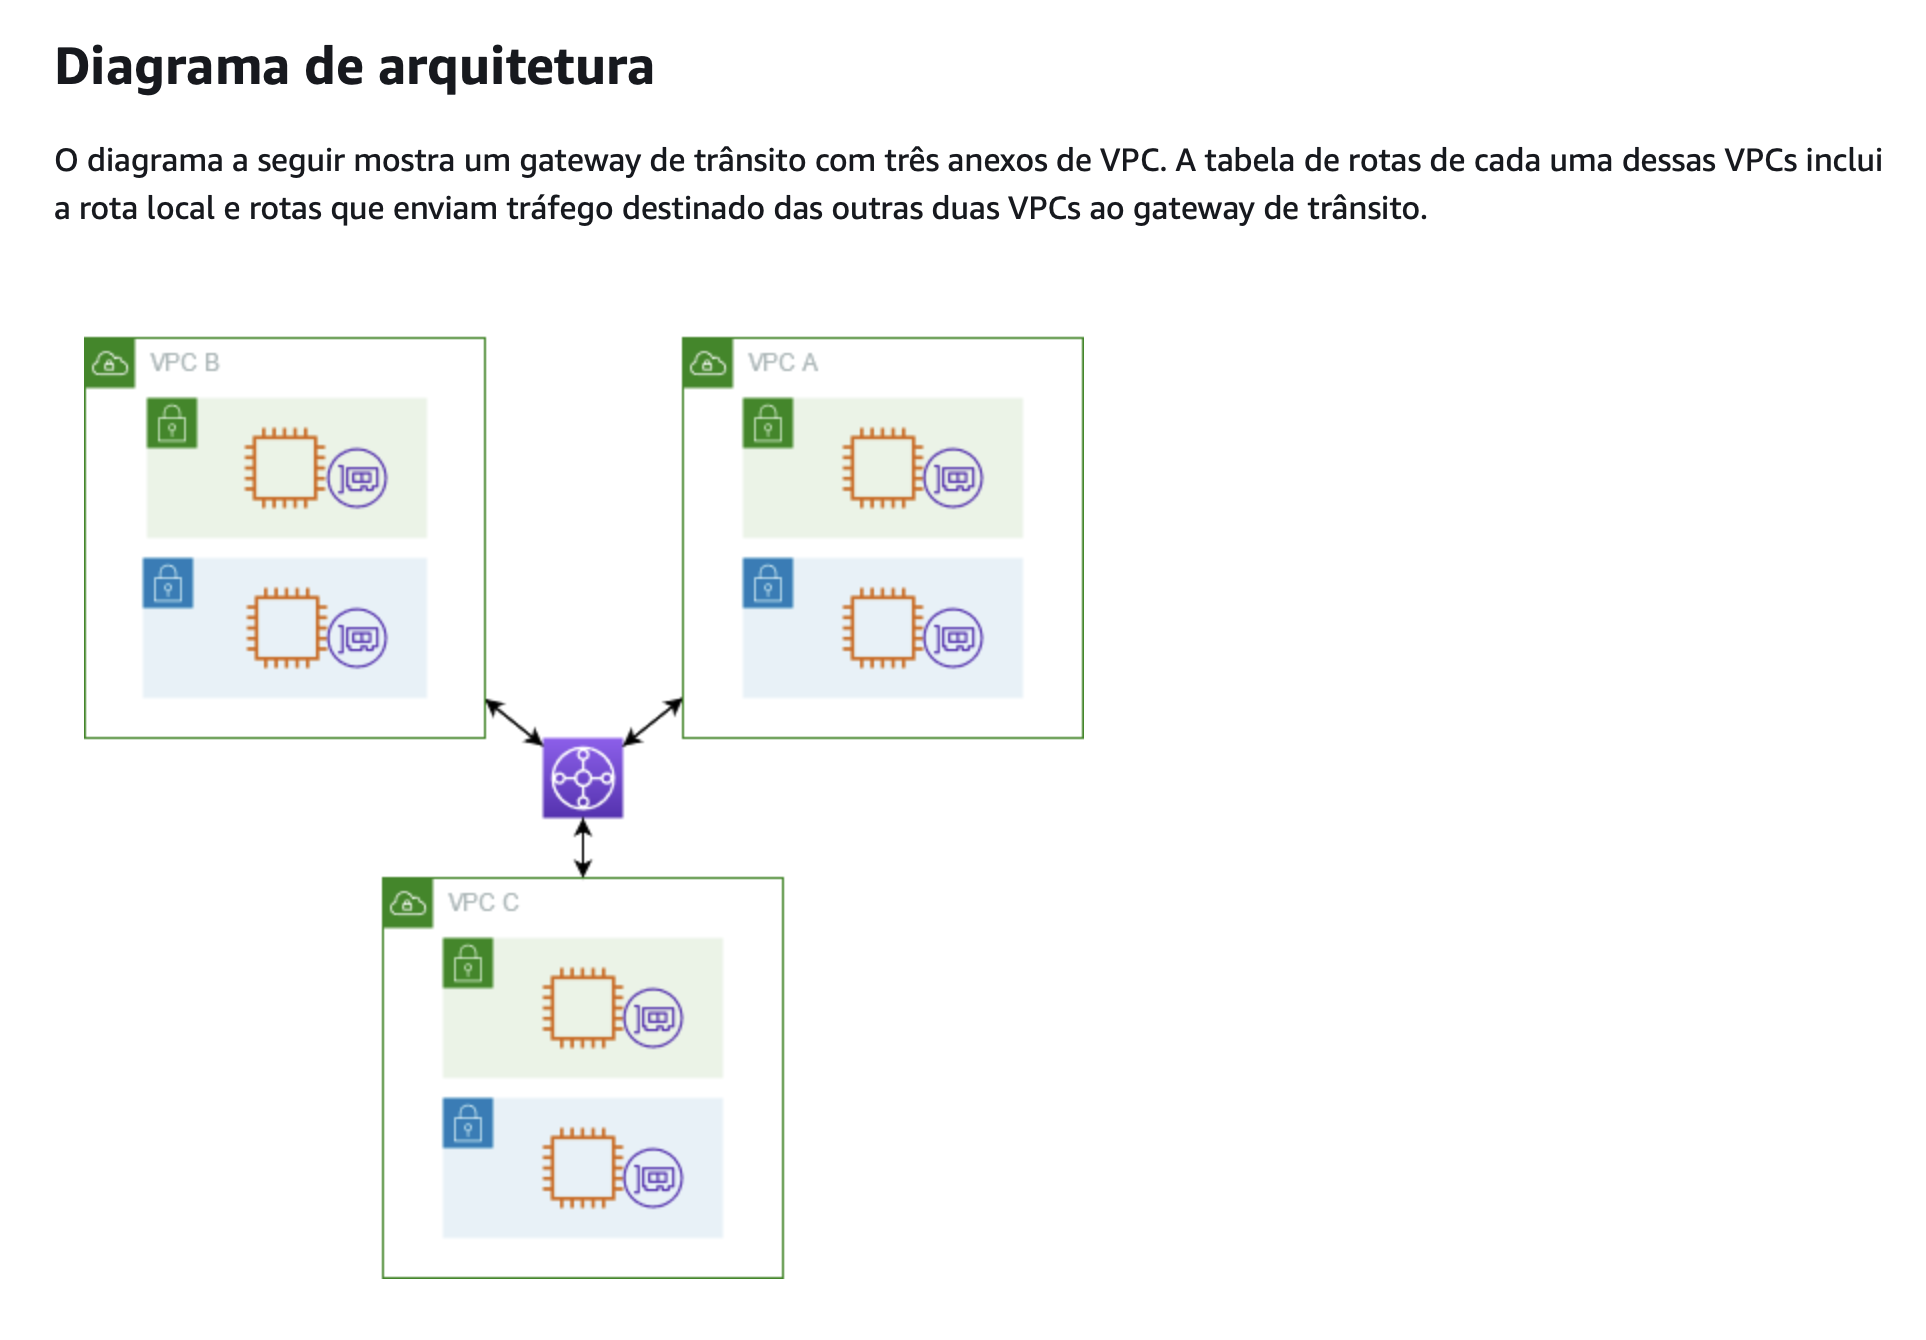 Diagrama de arquitetura
O diagrama a seguir mostra um gateway de trânsito com três anexos de VPC. A tabela de rotas de cada uma dessas VPCs inclui
a rota local e rotas que enviam tráfego destinado das outras duas VPCs ao gateway de trânsito.
VPC B
VPC A
VPC C